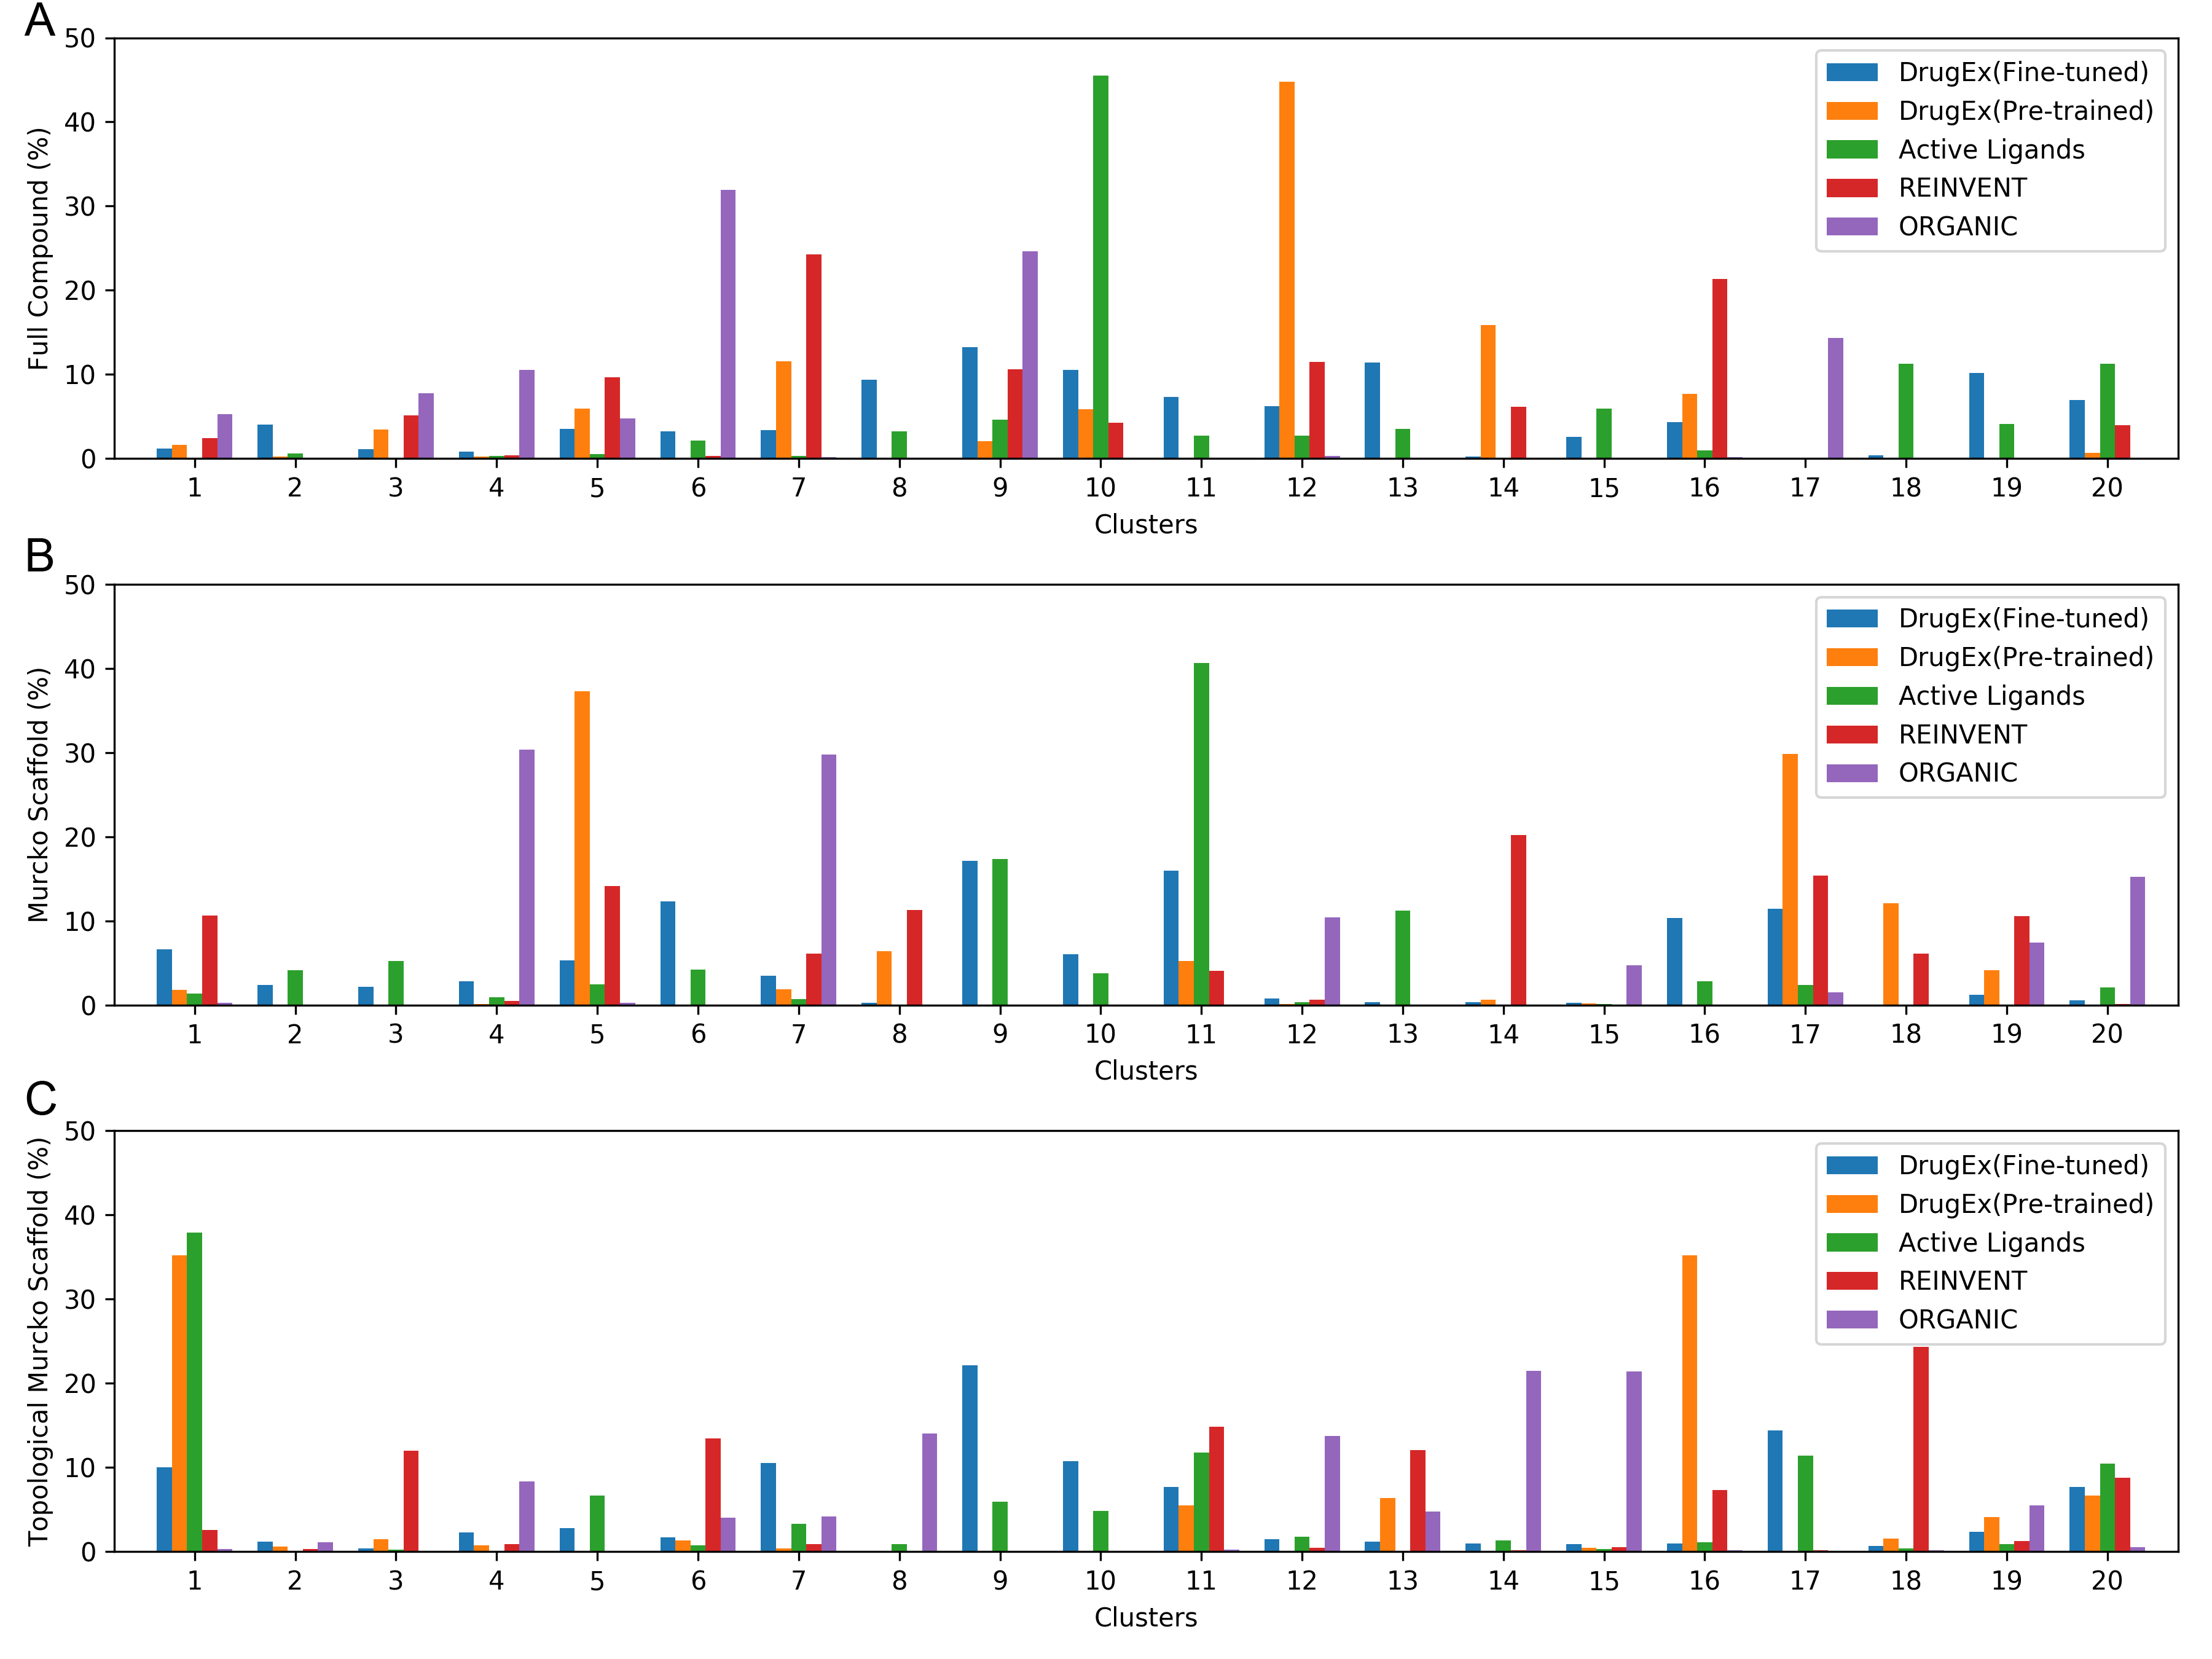 A
50
40
30
20
10
0
Full Compound (%)
DrugEx(Fine-tuned)
DrugEx(Pre-trained)
Active Ligands
REINVENT
ORGANIC
1 2 3 4 5 6 7 8 9 10 11 12 13 14 15 16 17 18 19 20
Clusters
B
50
40
30
20
10
0
Murcko Scaffold (%)
DrugEx(Fine-tuned)
DrugEx(Pre-trained)
Active Ligands
REINVENT
ORGANIC
1 2 3 4 5 6 7 8 9 10 11 12 13 14 15 16 17 18 19 20
Clusters
C
50
40
30
20
10
0
Topological Murcko Scaffold (%)
DrugEx(Fine-tuned)
DrugEx(Pre-trained)
Active Ligands
REINVENT
ORGANIC
1 2 3 4 5 6 7 8 9 10 11 12 13 14 15 16 17 18 19 20
Clusters